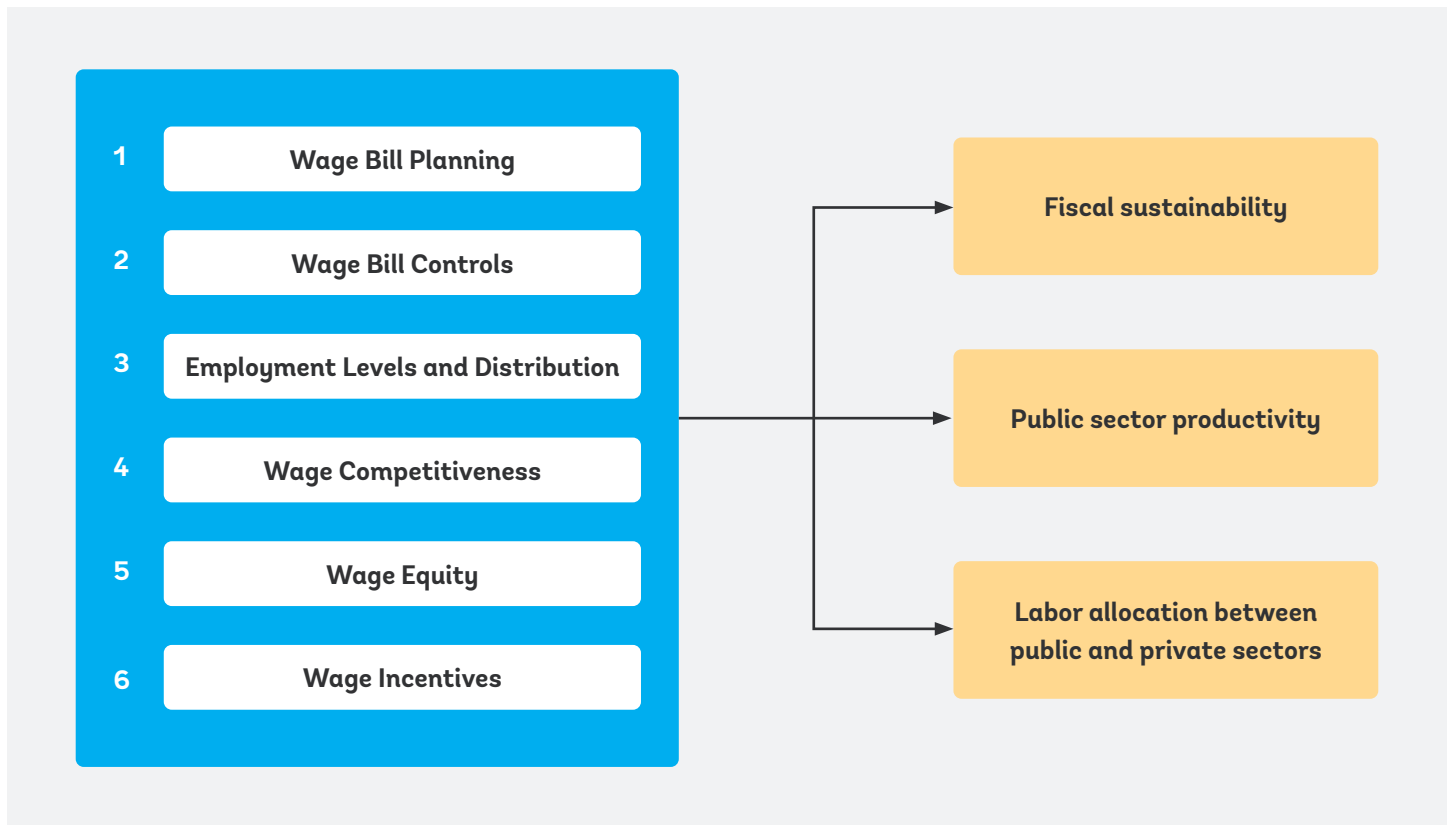 1 Wage Bill Planning
2 Wage Bill Controls
3 Employment Levels and Distribution
4 Wage Competitiveness
5 Wage Equity
6 Wage Incentives
Fiscal sustainability
Public sector productivity
Labor allocation between
public and private sectors